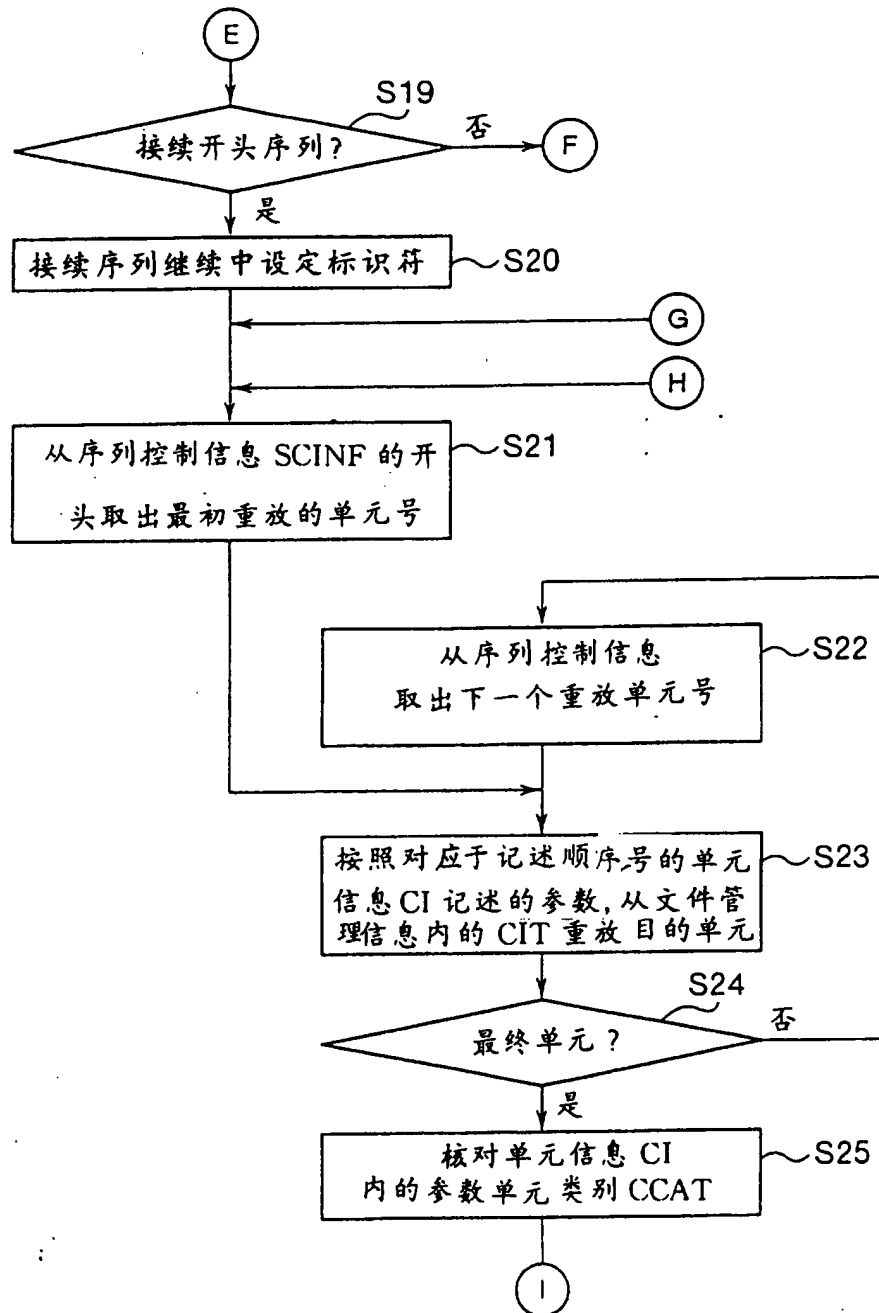 E
S19
接续开头序列?
否
F
是
接续序列继续中设定标识符
S20
G
H
从序列控制信息 SCINF 的开
头取出最初重放的单元号
S21
从序列控制信息
取出下一个重放单元号
S22
按照对应于记述顺序号的单元
信息 CI 记述的参数,从文件管
理信息内的 CIT 重放目的单元
S23
S24
最终单元?
否
是
核对单元信息 CI
内的参数单元类别 CCAT
S25
I